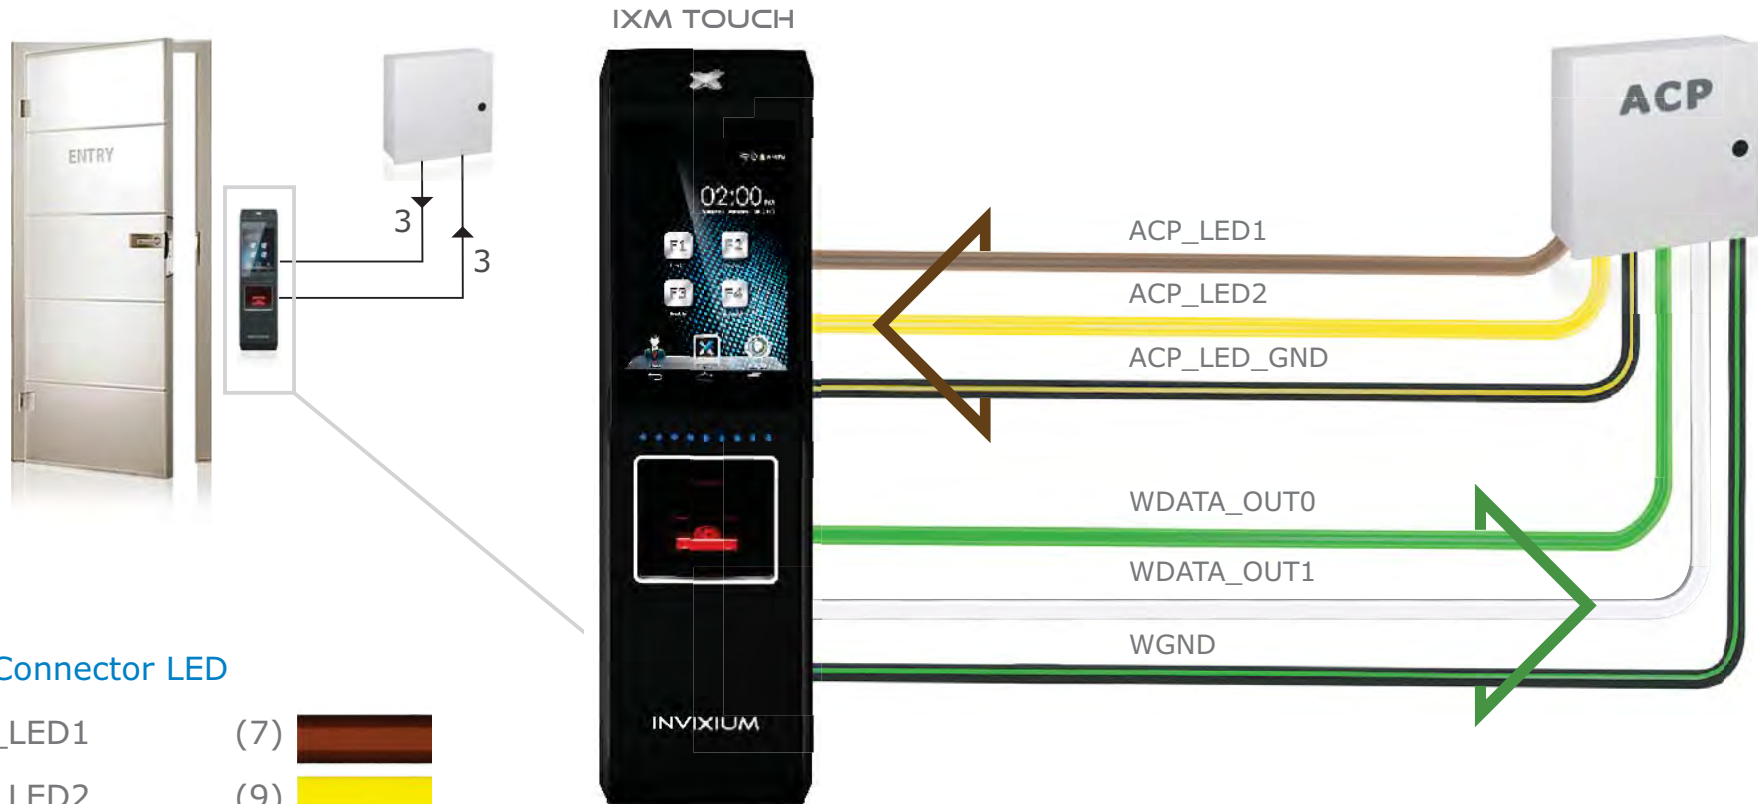 IXM TOUCH
ACP
ENTRY
3
3
02:00
F1
F2
F3
F4
ACP_LED1
ACP_LED2
ACP_LED_GND
WDATA_OUT0
WDATA_OUT1
WGND
INVIXIUM
Connector LED
_LED1 (7)
LED2 (9)